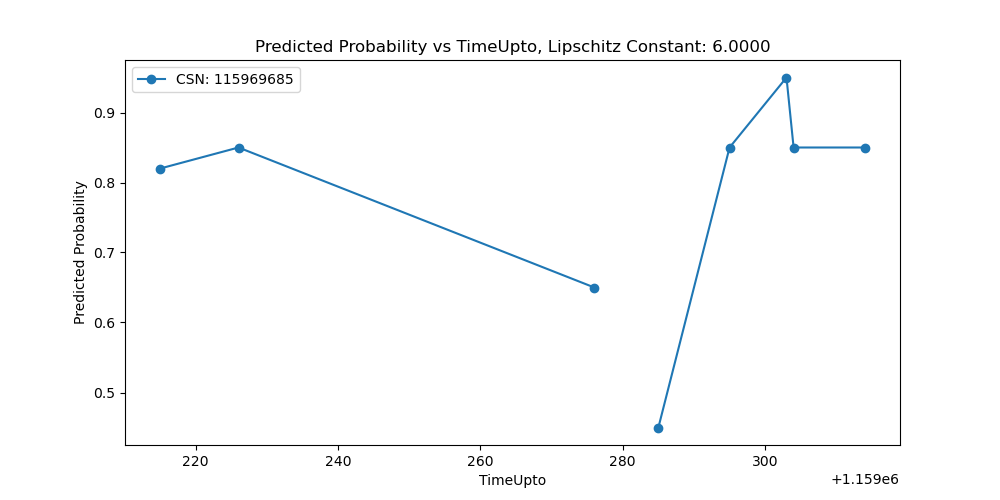 Predicted Probability vs TimeUpto, Lipschitz Constant: 6.0000
CSN: 115969685
Predicted Probability
0.9
0.8
0.7
0.6
0.5
220 240 260 280 300
TimeUpto
+1.159e6